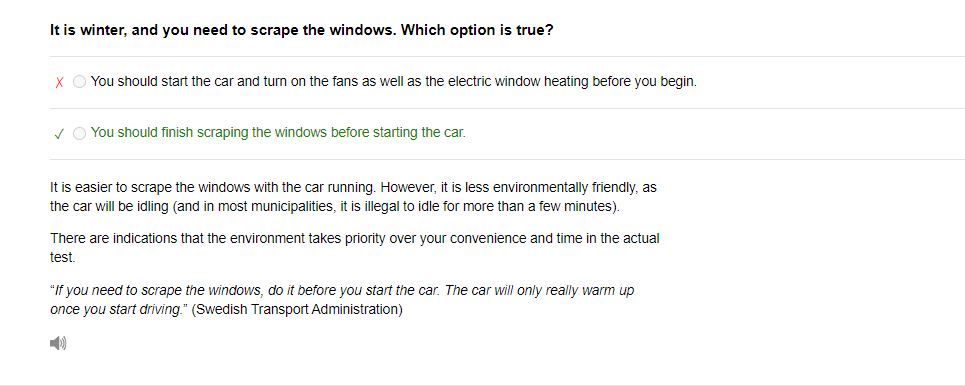 It is winter, and you need to scrape the windows. Which option is true?
✗ You should start the car and turn on the fans as well as the electric window heating before you begin.
✓ You should finish scraping the windows before starting the car.
It is easier to scrape the windows with the car running. However, it is less environmentally friendly, as
the car will be idling (and in most municipalities, it is illegal to idle for more than a few minutes).
There are indications that the environment takes priority over your convenience and time in the actual
test.
“If you need to scrape the windows, do it before you start the car. The car will only really warm up
once you start driving.” (Swedish Transport Administration)